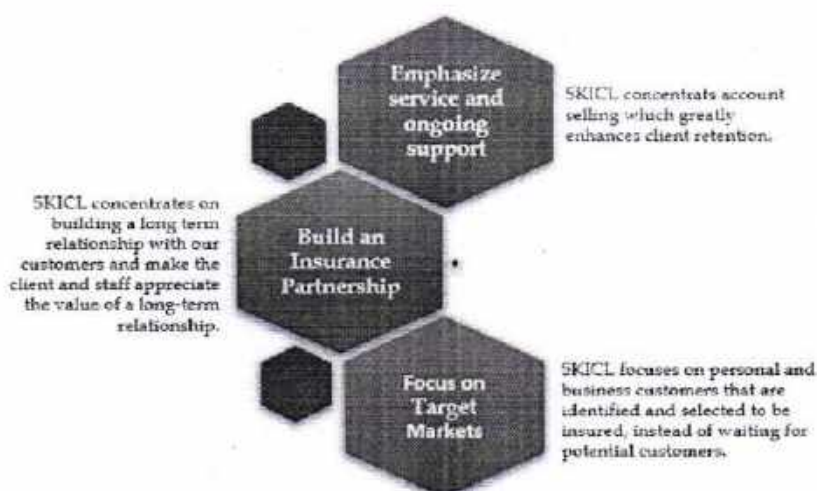 Emphasize
service and
ongoing
support
SKICL concentrats account
selling which greatly
enhances client retention.
SKICL concentrates on
building a long term
relationship with our
customers and make the
client and staff appreciate
the value of a long-term
relationship.
Build an
Insurance
Partnership
Focus on
Target
Markets
SKICL focuses on personal and
business customers that are
identified and selected to be
insured, instead of waiting for
potential customers.